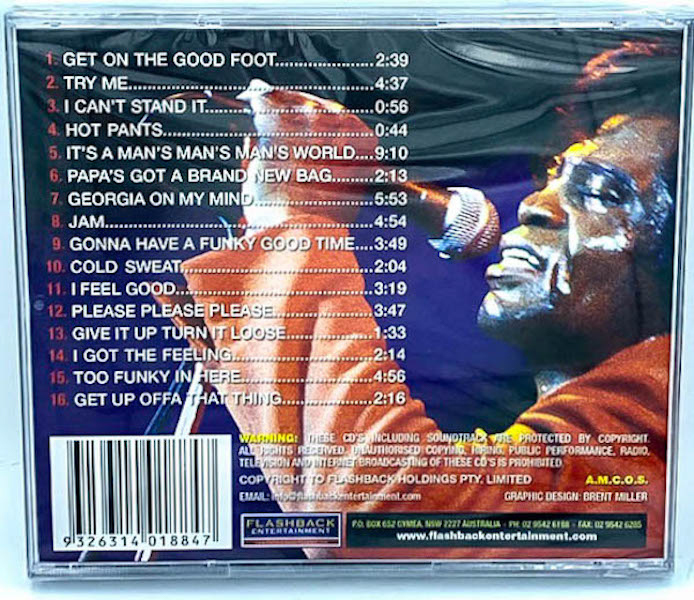 1. GET ON THE GOOD FOOT..................2:39
2. TRY ME.............................................4:37
3. I CAN'T STAND IT..............................0:56
4. HOT PANTS.......................................0:44
5. IT'S A MAN'S MAN'S MAN'S WORLD....9:10
6. PAPA'S GOT A BRAND NEW BAG.........2:13
7. GEORGIA ON MY MIND......................5:53
8. JAM..................................................4:54
9. GONNA HAVE A FUNKY GOOD TIME....3:49
10. COLD SWEAT...................................2:04
11. I FEEL GOOD....................................3:19
12. PLEASE PLEASE PLEASE.................3:47
13. GIVE IT UP TURN IT LOOSE...............1:33
14. I GOT THE FEELING.........................2:14
15. TOO FUNKY IN HERE.......................4:56
16. GET UP OFFA THAT THING...............2:16
WARNING: THESE CD'S INCLUDING SOUNDTRACK ARE PROTECTED BY COPYRIGHT.
ALL RIGHTS RESERVED. UNAUTHORISED COPYING, HIRING, PUBLIC PERFORMANCE, RADIO,
TELEVISION AND INTERNET BROADCASTING OF THESE CD'S IS PROHIBITED.
COPYRIGHT TO FLASHBACK HOLDINGS PTY. LIMITED A.M.C.O.S.
EMAIL: info@flashbackentertainment.com GRAPHIC DESIGN: BRENT MILLER
FLASHBACK
ENTERTAINMENT
P.O. BOX 652 GYMEA, NSW 2227 AUSTRALIA - PH: 02 9542 6188 - FAX: 02 9542 6285
www.flashbackentertainment.com
9 326314 018847